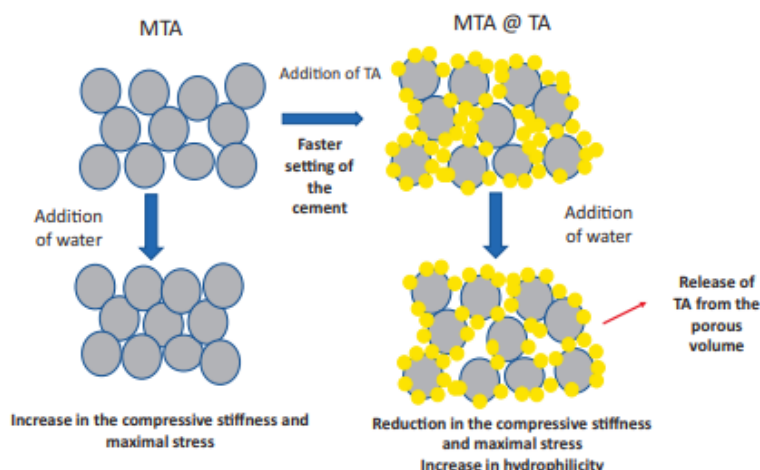 MTA
MTA @ TA
Addition of TA
Faster
setting of
the
cement
Addition
of water
Addition
of water
Release of
TA from the
porous
volume
Increase in the compressive stiffness and
maximal stress
Reduction in the compressive stiffness
and maximal stress
Increase in hydrophilicity